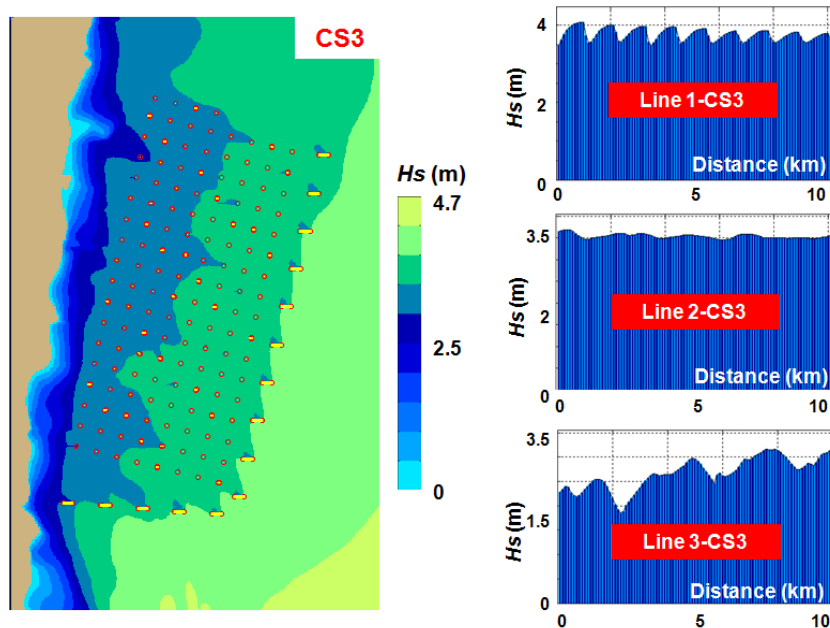 CS3
Hs (m)
4.7
2.5
0
Hs (m)
4
2
0
Line 1-CS3
Distance (km)
0
5
10
Hs (m)
3.5
2
0
Line 2-CS3
Distance (km)
0
5
10
Hs (m)
3.5
1.5
0
Line 3-CS3
Distance (km)
0
5
10